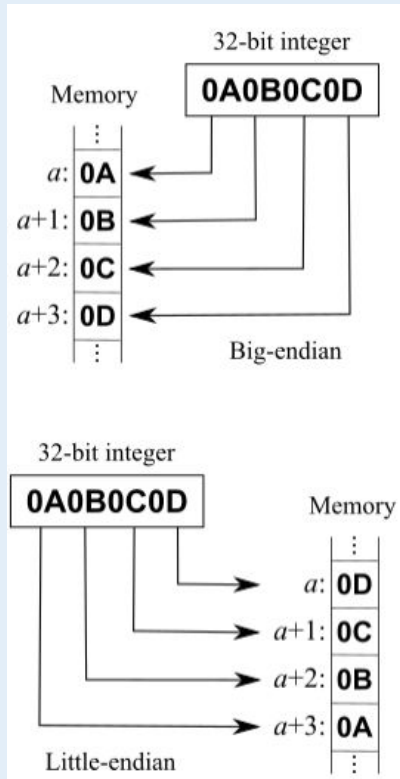 32-bit integer
Memory
0A0B0C0D
⋮
a: 0A
a+1: 0B
a+2: 0C
a+3: 0D
⋮
Big-endian
32-bit integer
0A0B0C0D
Memory
⋮
a: 0D
a+1: 0C
a+2: 0B
a+3: 0A
⋮
Little-endian